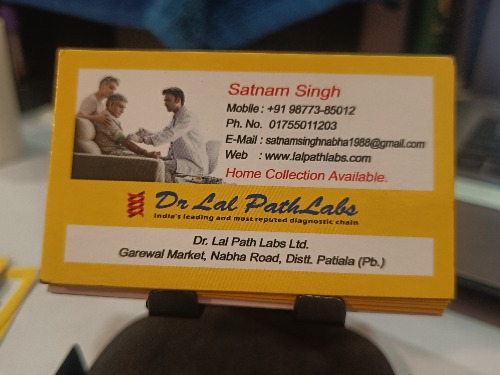 Satnam Singh
Mobile : +91 98773-85012
Ph. No. 01755011203
E-Mail : satnamsinghnabha1988@gmail.com
Web : www.lalpathlabs.com
Home Collection Available.
Dr Lal PathLabs
India's leading and most reputed diagnostic chain
Dr. Lal Path Labs Ltd.
Garewal Market, Nabha Road, Distt. Patiala (Pb.)